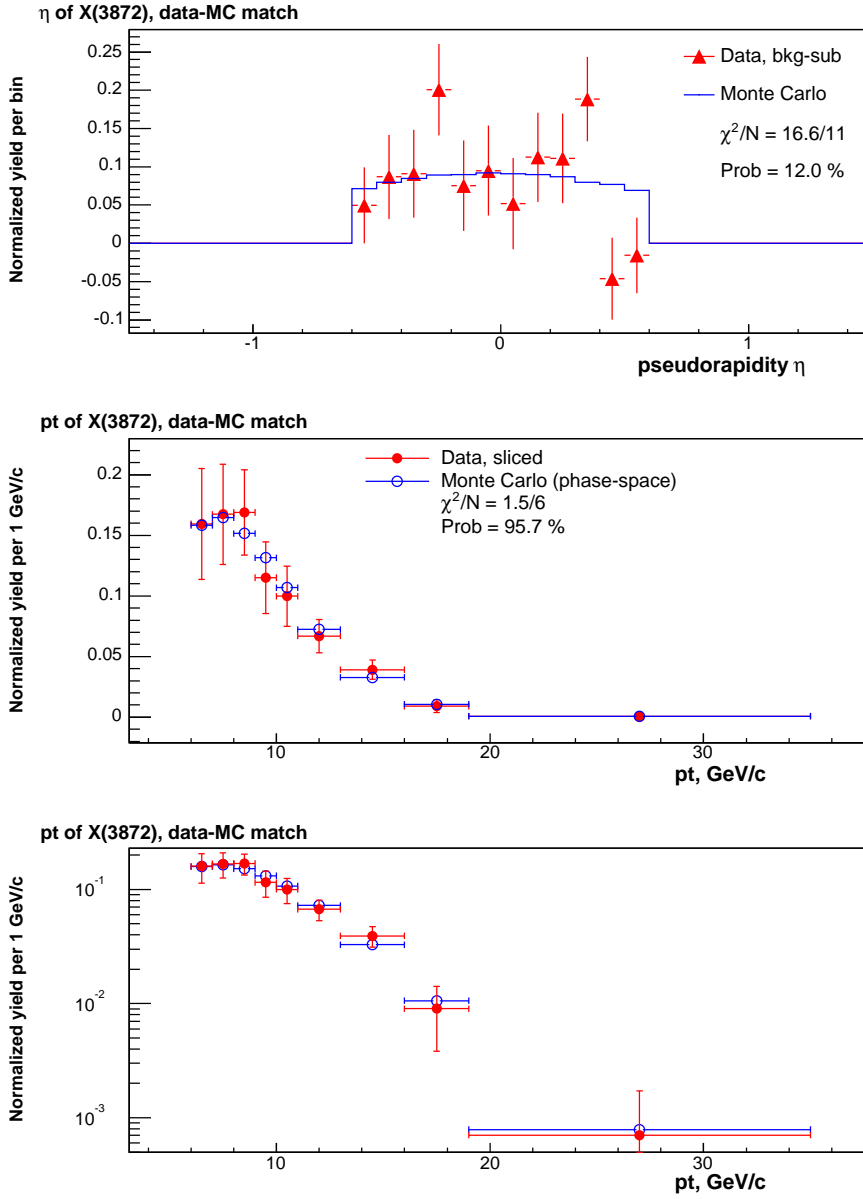 η of X(3872), data-MC match
Normalized yield per bin
0.25
0.2
0.15
0.1
0.05
0
-0.05
-0.1
Data, bkg-sub
Monte Carlo
χ²/N = 16.6/11
Prob = 12.0 %
-1
0
1
pseudorapidity η
pt of X(3872), data-MC match
Normalized yield per 1 GeV/c
0.2
0.15
0.1
0.05
0
Data, sliced
Monte Carlo (phase-space)
χ²/N = 1.5/6
Prob = 95.7 %
10
20
30
pt, GeV/c
pt of X(3872), data-MC match
Normalized yield per 1 GeV/c
10⁻¹
10⁻²
10⁻³
10
20
30
pt, GeV/c